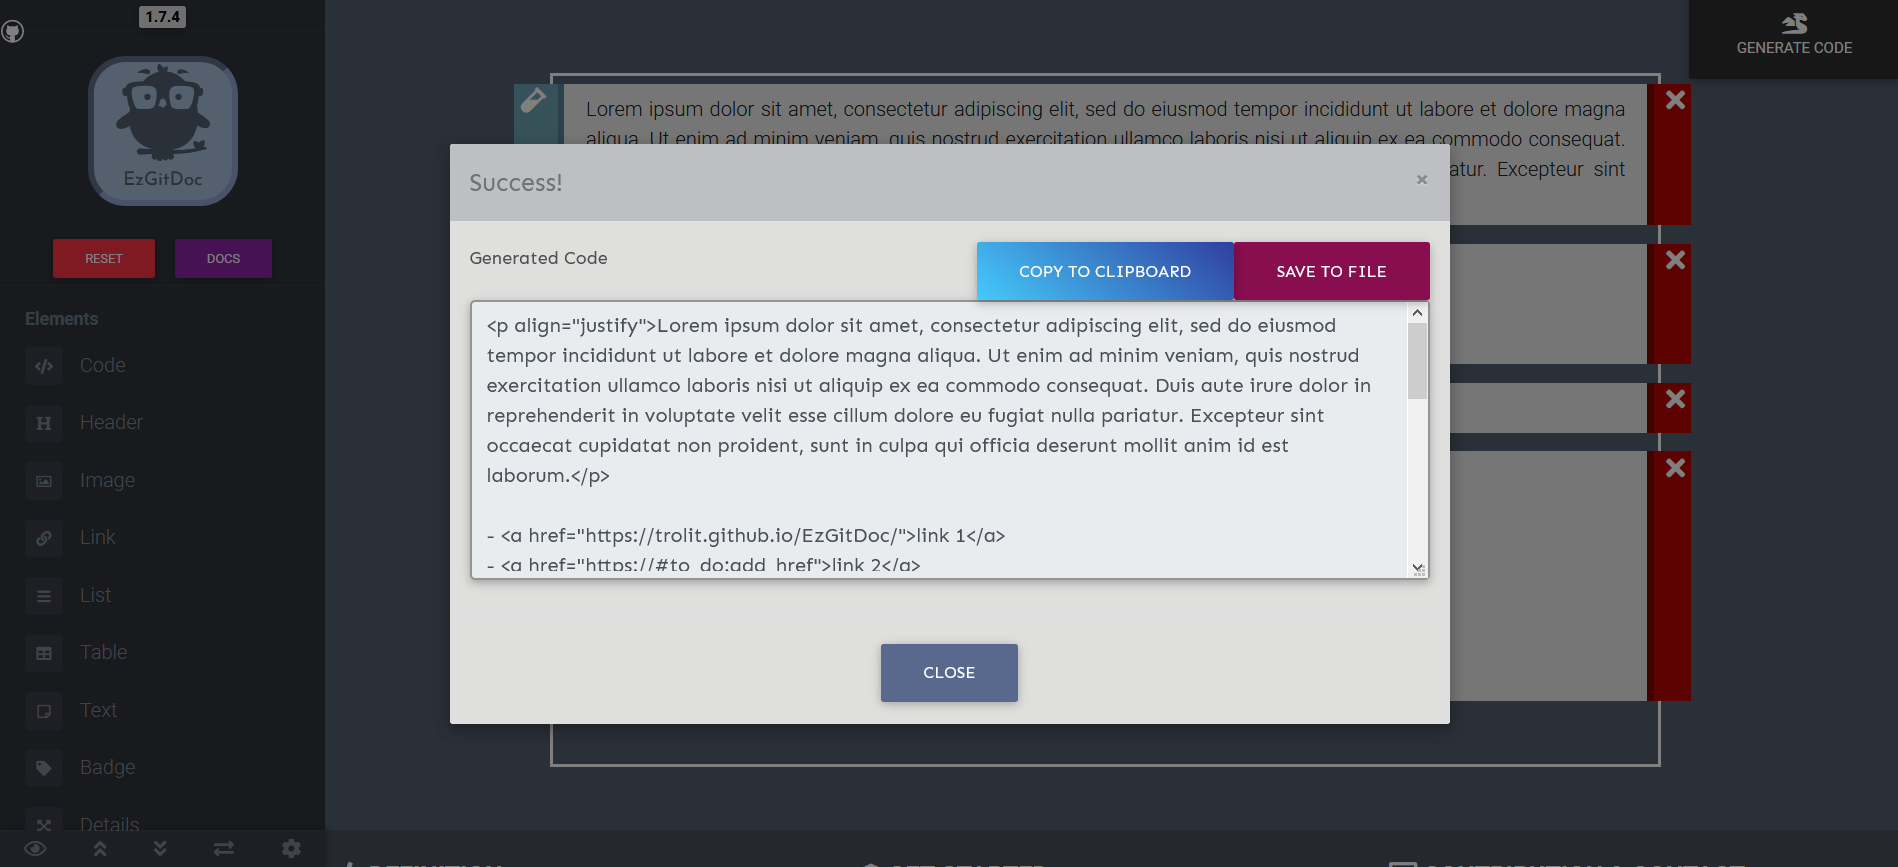 1.7.4
EzGitDoc
RESET
DOCS
Elements
Code
Header
Image
Link
List
Table
Text
Badge
Details
GENERATE CODE
Lorem ipsum dolor sit amet, consectetur adipiscing elit, sed do eiusmod tempor incididunt ut labore et dolore magna
aliqua. Ut enim ad minim veniam, quis nostrud exercitation ullamco laboris nisi ut aliquip ex ea commodo consequat.
atur. Excepteur sint
Success!
Generated Code
COPY TO CLIPBOARD
SAVE TO FILE
<p align="justify">Lorem ipsum dolor sit amet, consectetur adipiscing elit, sed do eiusmod
tempor incididunt ut labore et dolore magna aliqua. Ut enim ad minim veniam, quis nostrud
exercitation ullamco laboris nisi ut aliquip ex ea commodo consequat. Duis aute irure dolor in
reprehenderit in voluptate velit esse cillum dolore eu fugiat nulla pariatur. Excepteur sint
occaecat cupidatat non proident, sunt in culpa qui officia deserunt mollit anim id est
laborum.</p>
- <a href="https://trolit.github.io/EzGitDoc/">link 1</a>
- <a href="https://#to_do:add_href">link 2</a>
CLOSE
DEFINITION
GET STARTED
CONTRIBUTION & CONTACT